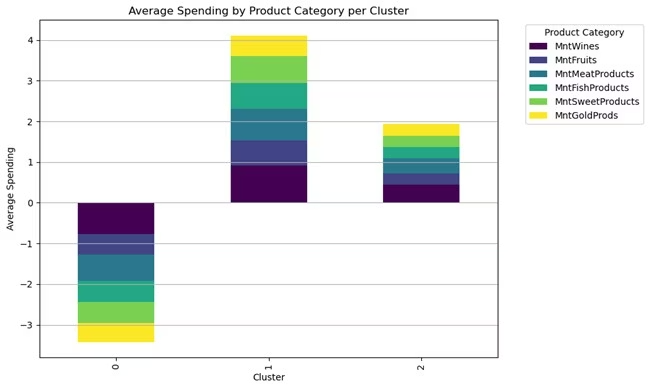 Average Spending by Product Category per Cluster
Product Category
MntWines
MntFruits
MntMeatProducts
MntFishProducts
MntSweetProducts
MntGoldProds
Average Spending
4
3
2
1
0
−1
−2
−3
0
1
2
Cluster